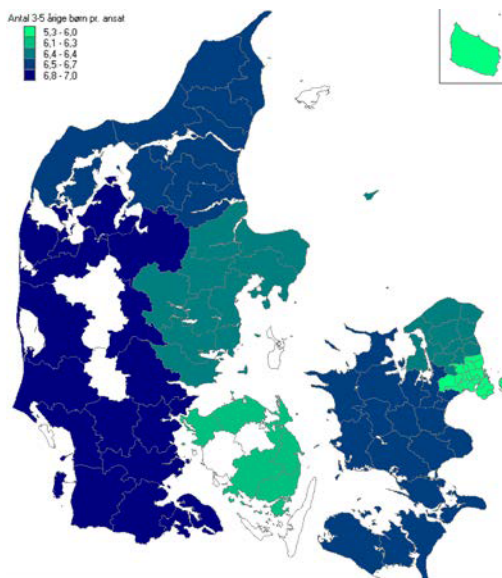 Antal 3-5 årige børn pr. ansat
5,3 - 6,0
6,1 - 6,3
6,4 - 6,4
6,5 - 6,7
6,8 - 7,0